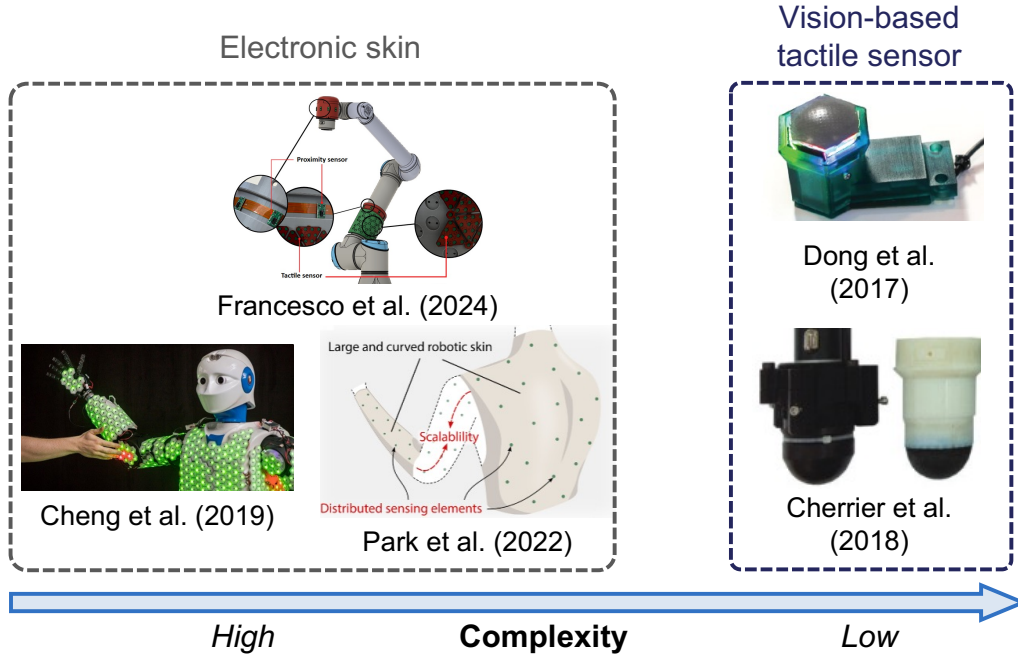 Electronic skin
Vision-based
tactile sensor
Proximity sensor
Tactile sensor
Francesco et al. (2024)
Dong et al.
(2017)
Large and curved robotic skin
Scalablility
Distributed sensing elements
Cheng et al. (2019)
Park et al. (2022)
Cherrier et al.
(2018)
High
Complexity
Low